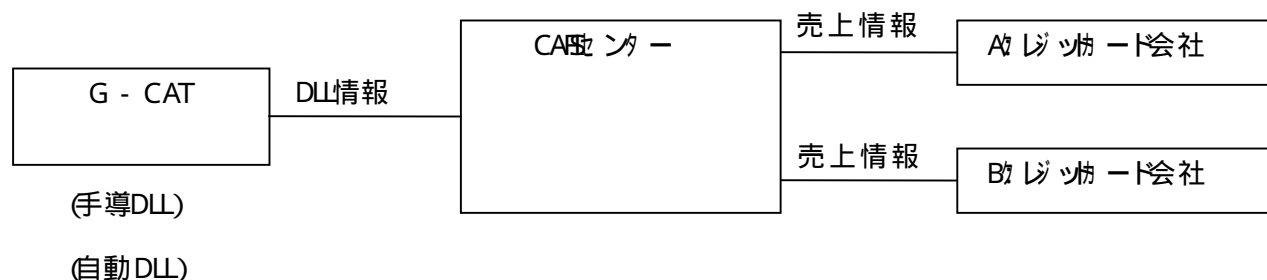 売上情報
CAFISセンター
Aクレジットカード会社
G - CAT
DLL情報
売上情報
Bクレジットカード会社
(手導DLL)
(自動DLL)